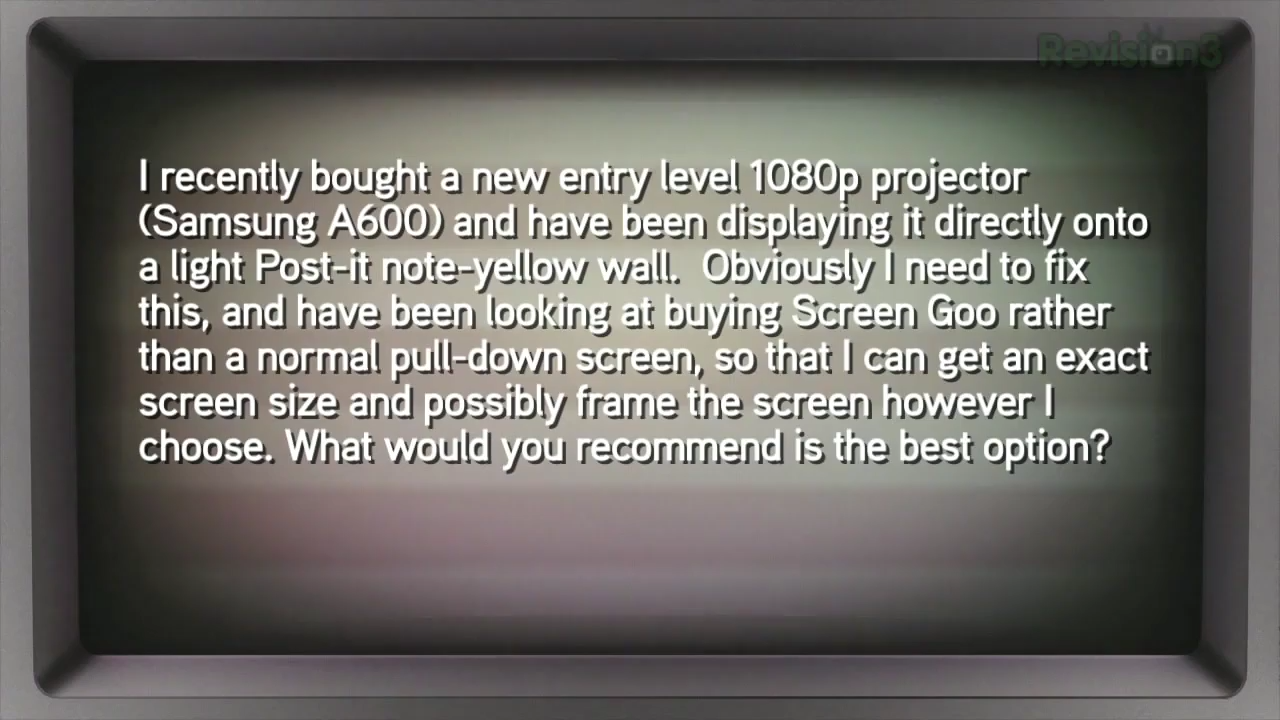 Revision3
I recently bought a new entry level 1080p projector
(Samsung A600) and have been displaying it directly onto
a light Post-it note-yellow wall.  Obviously I need to fix
this, and have been looking at buying Screen Goo rather
than a normal pull-down screen, so that I can get an exact
screen size and possibly frame the screen however I
choose. What would you recommend is the best option?